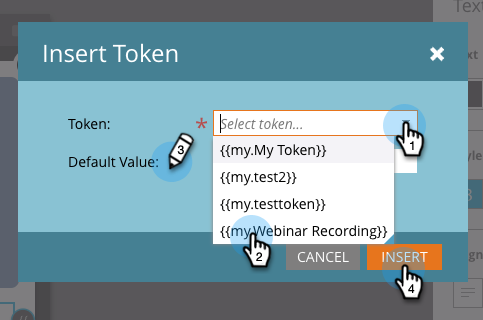 Text
Insert Token
Token: * Select token...
1
3
Default Value:
{{my.My Token}}
{{my.test2}}
{{my.testtoken}}
{{my.Webinar Recording}}
2
CANCEL
INSERT
4